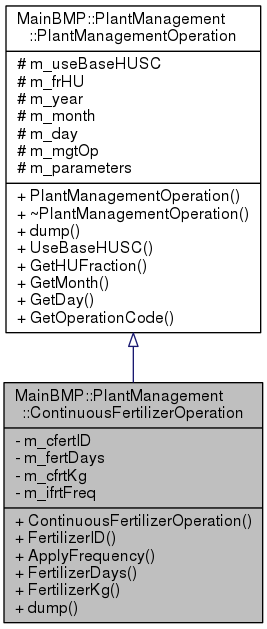 MainBMP::PlantManagement
::PlantManagementOperation
# m_useBaseHUSC
# m_frHU
# m_year
# m_month
# m_day
# m_mgtOp
# m_parameters
+ PlantManagementOperation()
+ ~PlantManagementOperation()
+ dump()
+ UseBaseHUSC()
+ GetHUFraction()
+ GetMonth()
+ GetDay()
+ GetOperationCode()
MainBMP::PlantManagement
::ContinuousFertilizerOperation
- m_cfertID
- m_fertDays
- m_cfrtKg
- m_ifrtFreq
+ ContinuousFertilizerOperation()
+ FertilizerID()
+ ApplyFrequency()
+ FertilizerDays()
+ FertilizerKg()
+ dump()